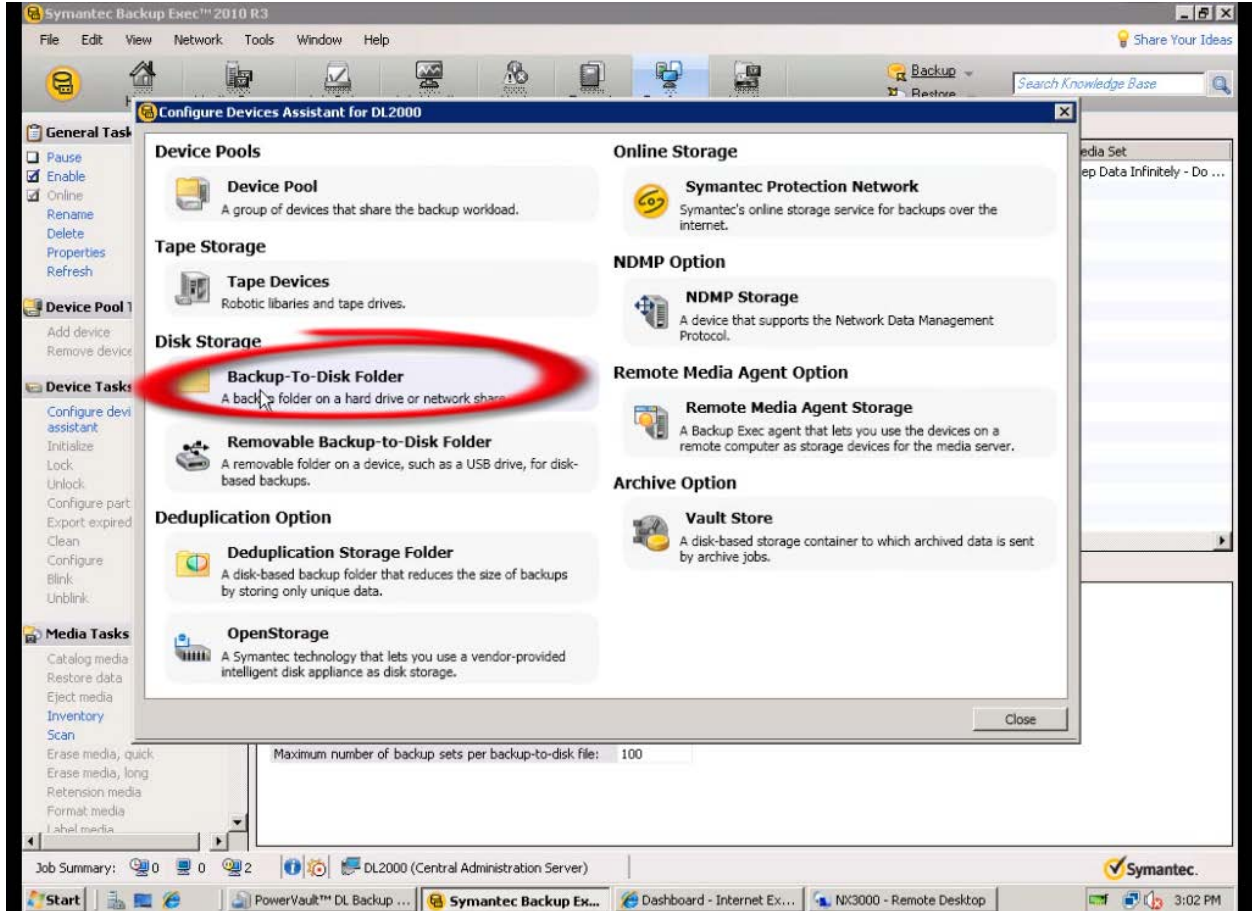 Symantec Backup Exec™ 2010 R3
File Edit View Network Tools Window Help
Share Your Ideas
Backup
Restore
Search Knowledge Base
Configure Devices Assistant for DL2000
General Task
Pause
Enable
Online
Rename
Delete
Properties
Refresh
Device Pool T
Add device
Remove device
Device Tasks
Configure devi
assistant
Initialize
Lock
Unlock
Configure part
Export expired
Clean
Configure
Blink
Unblink
Media Tasks
Catalog media
Restore data
Eject media
Inventory
Scan
Erase media, quick
Erase media, long
Retension media
Format media
Label media
Device Pools
Device Pool
A group of devices that share the backup workload.
Tape Storage
Tape Devices
Robotic libaries and tape drives.
Disk Storage
Backup-To-Disk Folder
A backup folder on a hard drive or network share.
Removable Backup-to-Disk Folder
A removable folder on a device, such as a USB drive, for disk-
based backups.
Deduplication Option
Deduplication Storage Folder
A disk-based backup folder that reduces the size of backups
by storing only unique data.
OpenStorage
A Symantec technology that lets you use a vendor-provided
intelligent disk appliance as disk storage.
Online Storage
Symantec Protection Network
Symantec's online storage service for backups over the
internet.
NDMP Option
NDMP Storage
A device that supports the Network Data Management
Protocol.
Remote Media Agent Option
Remote Media Agent Storage
A Backup Exec agent that lets you use the devices on a
remote computer as storage devices for the media server.
Archive Option
Vault Store
A disk-based storage container to which archived data is sent
by archive jobs.
Close
edia Set
ep Data Infinitely - Do ...
Maximum number of backup sets per backup-to-disk file: 100
Job Summary: 0 0 2 DL2000 (Central Administration Server)
Symantec.
Start PowerVault™ DL Backup ... Symantec Backup Ex... Dashboard - Internet Ex... NX3000 - Remote Desktop 3:02 PM